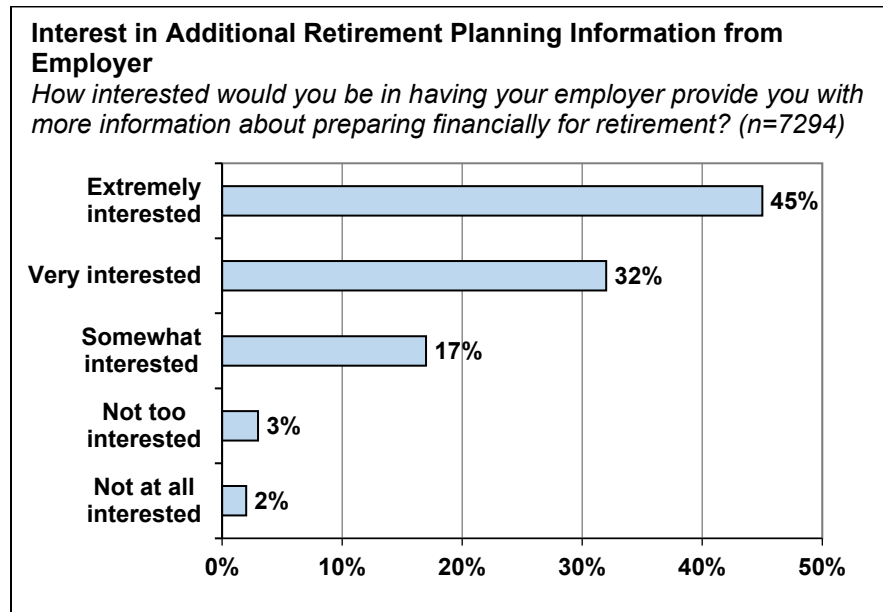 Interest in Additional Retirement Planning Information from
Employer
How interested would you be in having your employer provide you with
more information about preparing financially for retirement? (n=7294)
Extremely
interested
45%
Very interested
32%
Somewhat
interested
17%
Not too
interested
3%
Not at all
interested
2%
0%
10%
20%
30%
40%
50%